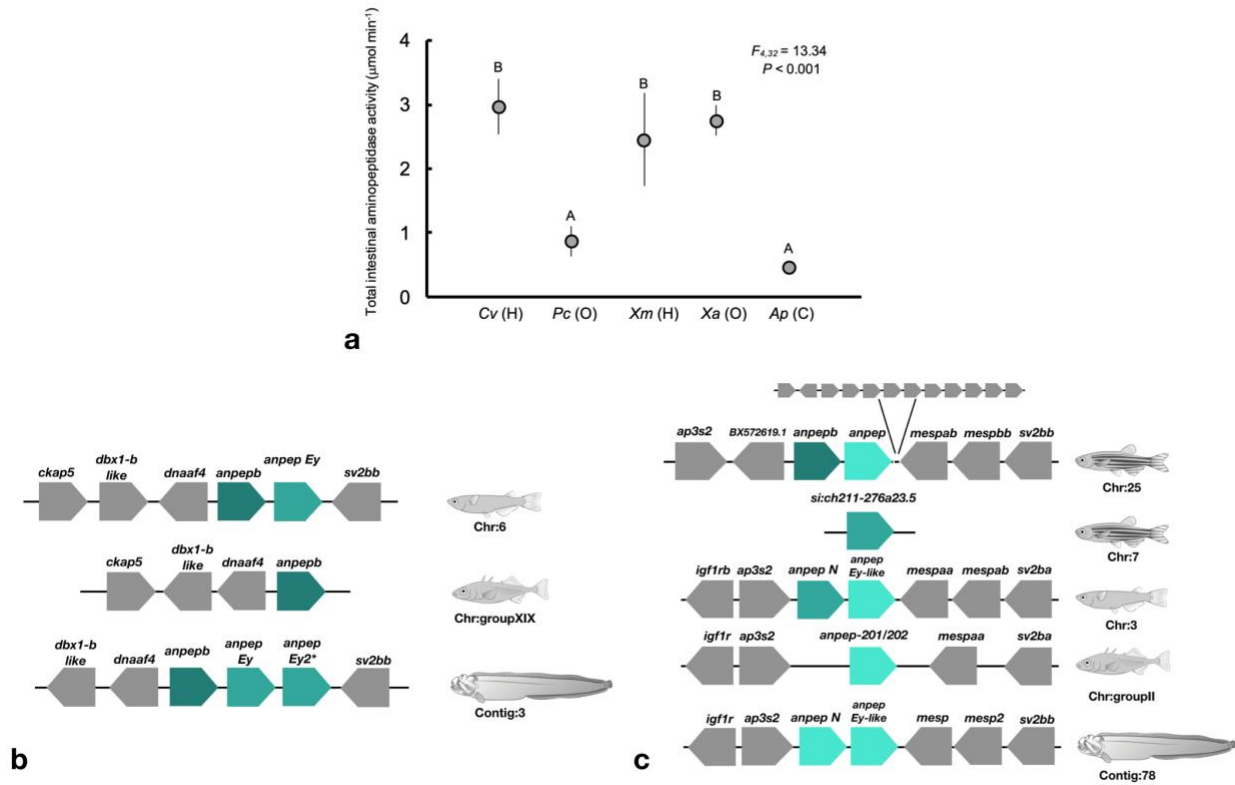 Total intestinal aminopeptidase activity (µmol min⁻¹)
4
3
2
1
0
B
A
B
B
A
F4,32 = 13.34
P < 0.001
Cv (H)
Pc (O)
Xm (H)
Xa (O)
Ap (C)
a
ckap5
dbx1-b
like
dnaaf4
anpepb
anpep Ey
sv2bb
Chr:6
ckap5
dbx1-b
like
dnaaf4
anpepb
Chr:groupXIX
dbx1-b
like
dnaaf4
anpepb
anpep
Ey
anpep
Ey2*
sv2bb
Contig:3
b
ap3s2
BX572619.1
anpepb
anpep
mespab
mespbb
sv2bb
Chr:25
si:ch211-276a23.5
Chr:7
igf1rb
ap3s2
anpep N
anpep
Ey-like
mespaa
mespab
sv2ba
Chr:3
igf1r
ap3s2
anpep-201/202
mespaa
sv2ba
Chr:groupII
igf1r
ap3s2
anpep N
anpep
Ey-like
mesp
mesp2
sv2bb
Contig:78
c